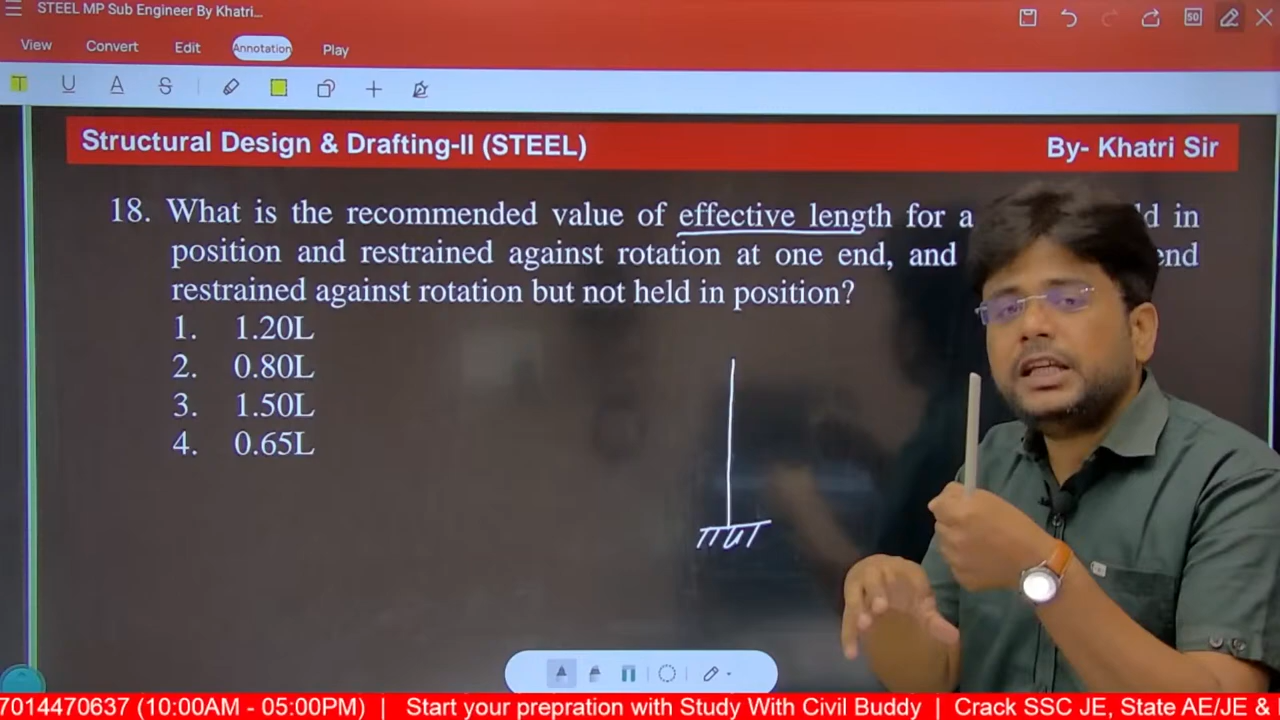 STEEL MP Sub Engineer By Khatri...
50
View Convert Edit Annotation Play
T U A S
Structural Design & Drafting-II (STEEL) By- Khatri Sir
18. What is the recommended value of effective length for a in
position and restrained against rotation at one end, and end
restrained against rotation but not held in position?
1. 1.20L
2. 0.80L
3. 1.50L
4. 0.65L
7014470637 (10:00AM - 05:00PM) | Start your prepration with Study With Civil Buddy | Crack SSC JE, State AE/JE &